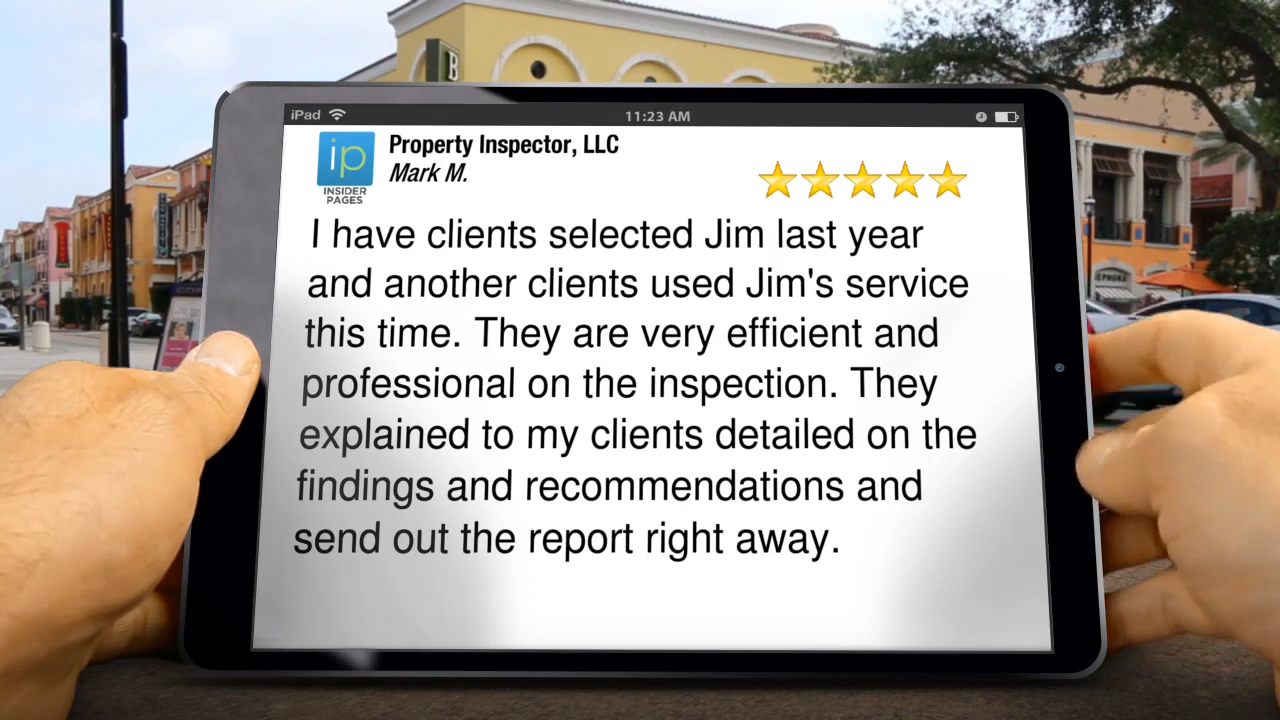 iPad 11:23 AM
ip
INSIDER
PAGES
Property Inspector, LLC
Mark M.
I have clients selected Jim last year
and another clients used Jim's service
this time. They are very efficient and
professional on the inspection. They
explained to my clients detailed on the
findings and recommendations and
send out the report right away.
B
SEPHORA